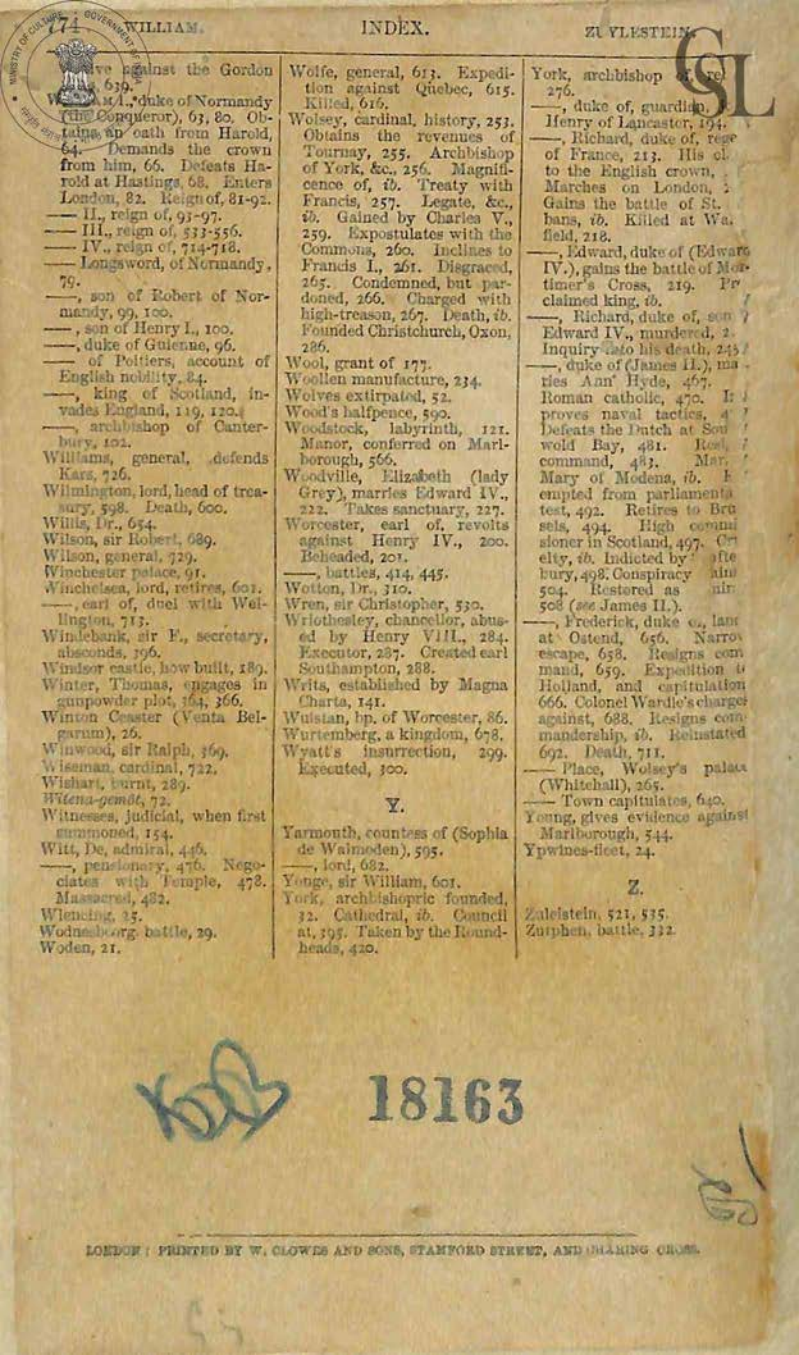 774. WILLIAM.
INDEX.
ZUYLESTEIN.
MINISTRY OF CULTURE GOVERNMENT OF
GSL
against the Gordon
639.
duke of Normandy
(the Conqueror), 63, 80. Ob-
tains an oath from Harold,
64. Demands the crown
from him, 66. Defeats Ha-
rold at Hastings, 68. Enters
London, 82. Reign of, 81-92.
—— II., reign of, 93-97.
—— III., reign of, 533-556.
—— IV., reign of, 714-718.
—— Longsword, of Normandy,
79.
——, son of Robert of Nor-
mandy, 99, 100.
——, son of Henry I., 100.
——, duke of Guienne, 96.
—— of Poitiers, account of
English nobility, 84.
——, king of Scotland, in-
vades England, 119, 120.
——, archbishop of Canter-
bury, 102.
Williams, general, defends
Kars, 726.
Wilmington, lord, head of trea-
sury, 598. Death, 600.
Willis, Dr., 654.
Wilson, sir Robert, 689.
Wilson, general, 729.
Winchester palace, 91.
Winchelsea, lord, retires, 601.
——, earl of, duel with Wel-
lington, 713.
Windebank, sir F., secretary,
absconds, 396.
Windsor castle, how built, 189.
Winter, Thomas, engages in
gunpowder plot, 364, 366.
Winton Ceaster (Venta Bel-
garum), 26.
Winwood, sir Ralph, 369.
Wiseman, cardinal, 722.
Wishart, burnt, 289.
Witena-gemót, 72.
Witnesses, judicial, when first
summoned, 154.
Witt, De, admiral, 446.
——, pensionary, 476. Nego-
ciates with Temple, 478.
Massacred, 482.
Wlencing, 25.
Wodnesbeorg, battle, 29.
Woden, 21.
Wolfe, general, 613. Expedi-
tion against Quebec, 615.
Killed, 616.
Wolsey, cardinal, history, 253.
Obtains the revenues of
Tournay, 255. Archbishop
of York, &c., 256. Magnifi-
cence of, ib. Treaty with
Francis, 257. Legate, &c.,
ib. Gained by Charles V.,
259. Expostulates with the
Commons, 260. Inclines to
Francis I., 261. Disgraced,
265. Condemned, but par-
doned, 266. Charged with
high-treason, 267. Death, ib.
Founded Christchurch, Oxon,
286.
Wool, grant of 177.
Woollen manufacture, 234.
Wolves extirpated, 52.
Wood's halfpence, 590.
Woodstock, labyrinth, 121.
Manor, conferred on Marl-
borough, 566.
Woodville, Elizabeth (lady
Grey), marries Edward IV.,
222. Takes sanctuary, 227.
Worcester, earl of, revolts
against Henry IV., 200.
Beheaded, 201.
——, battles, 414, 445.
Wotton, Dr., 310.
Wren, sir Christopher, 530.
Wriothesley, chancellor, abus-
ed by Henry VIII., 284.
Executor, 287. Created earl
Southampton, 288.
Writs, established by Magna
Charta, 141.
Wulstan, bp. of Worcester, 86.
Wurtemberg, a kingdom, 678.
Wyatt's insurrection, 299.
Executed, 300.
Y.
Yarmouth, countess of (Sophia
de Walmoden), 595.
——, lord, 682.
Yonge, sir William, 601.
York, archbishopric founded,
32. Cathedral, ib. Council
at, 395. Taken by the Round-
heads, 420.
York, archbishop
276.
——, duke of, guardian
Henry of Lancaster, 194.
——, Richard, duke of,
of France, 213. His
to the English crown,
Marches on London,
Gains the battle of St.
bans, ib. Killed at Wa.
field, 218.
——, Edward, duke of (Edward
IV.), gains the battle of Mor-
timer's Cross, 219.
claimed king, ib.
——, Richard, duke of, son
Edward IV., murdered,
Inquiry into his death, 245
——, duke of (James II.), ma-
ries Ann' Hyde, 467.
Roman catholic, 470.
proves naval tactics,
Defeats the Dutch at Sou
wold Bay, 481.
command, 483. Mar.
Mary of Modena, ib.
empted from parliamenta
test, 492. Retires to Bru
sels, 494. High commi
sioner in Scotland, 497.
elty, ib. Indicted by
bury, 498. Conspiracy
504. Restored as
508 (see James II.).
——, Frederick, duke
at Ostend, 656. Narrow
escape, 658. Resigns com
mand, 659. Expedition t
Holland, and capitulation
666. Colonel Wardle's charges
against, 688. Resigns com-
mandership, ib. Reinstated
692. Death, 711.
—— Place, Wolsey's palace
(Whitehall), 265.
—— Town capitulates, 640.
Young, gives evidence against
Marlborough, 544.
Ypwines-fleet, 24.
Z.
Zulestein, 521, 535.
Zutphen, battle, 332.
18163
LONDON: PRINTED BY W. CLOWES AND SONS, STAMFORD STREET, AND CHARING CROSS.